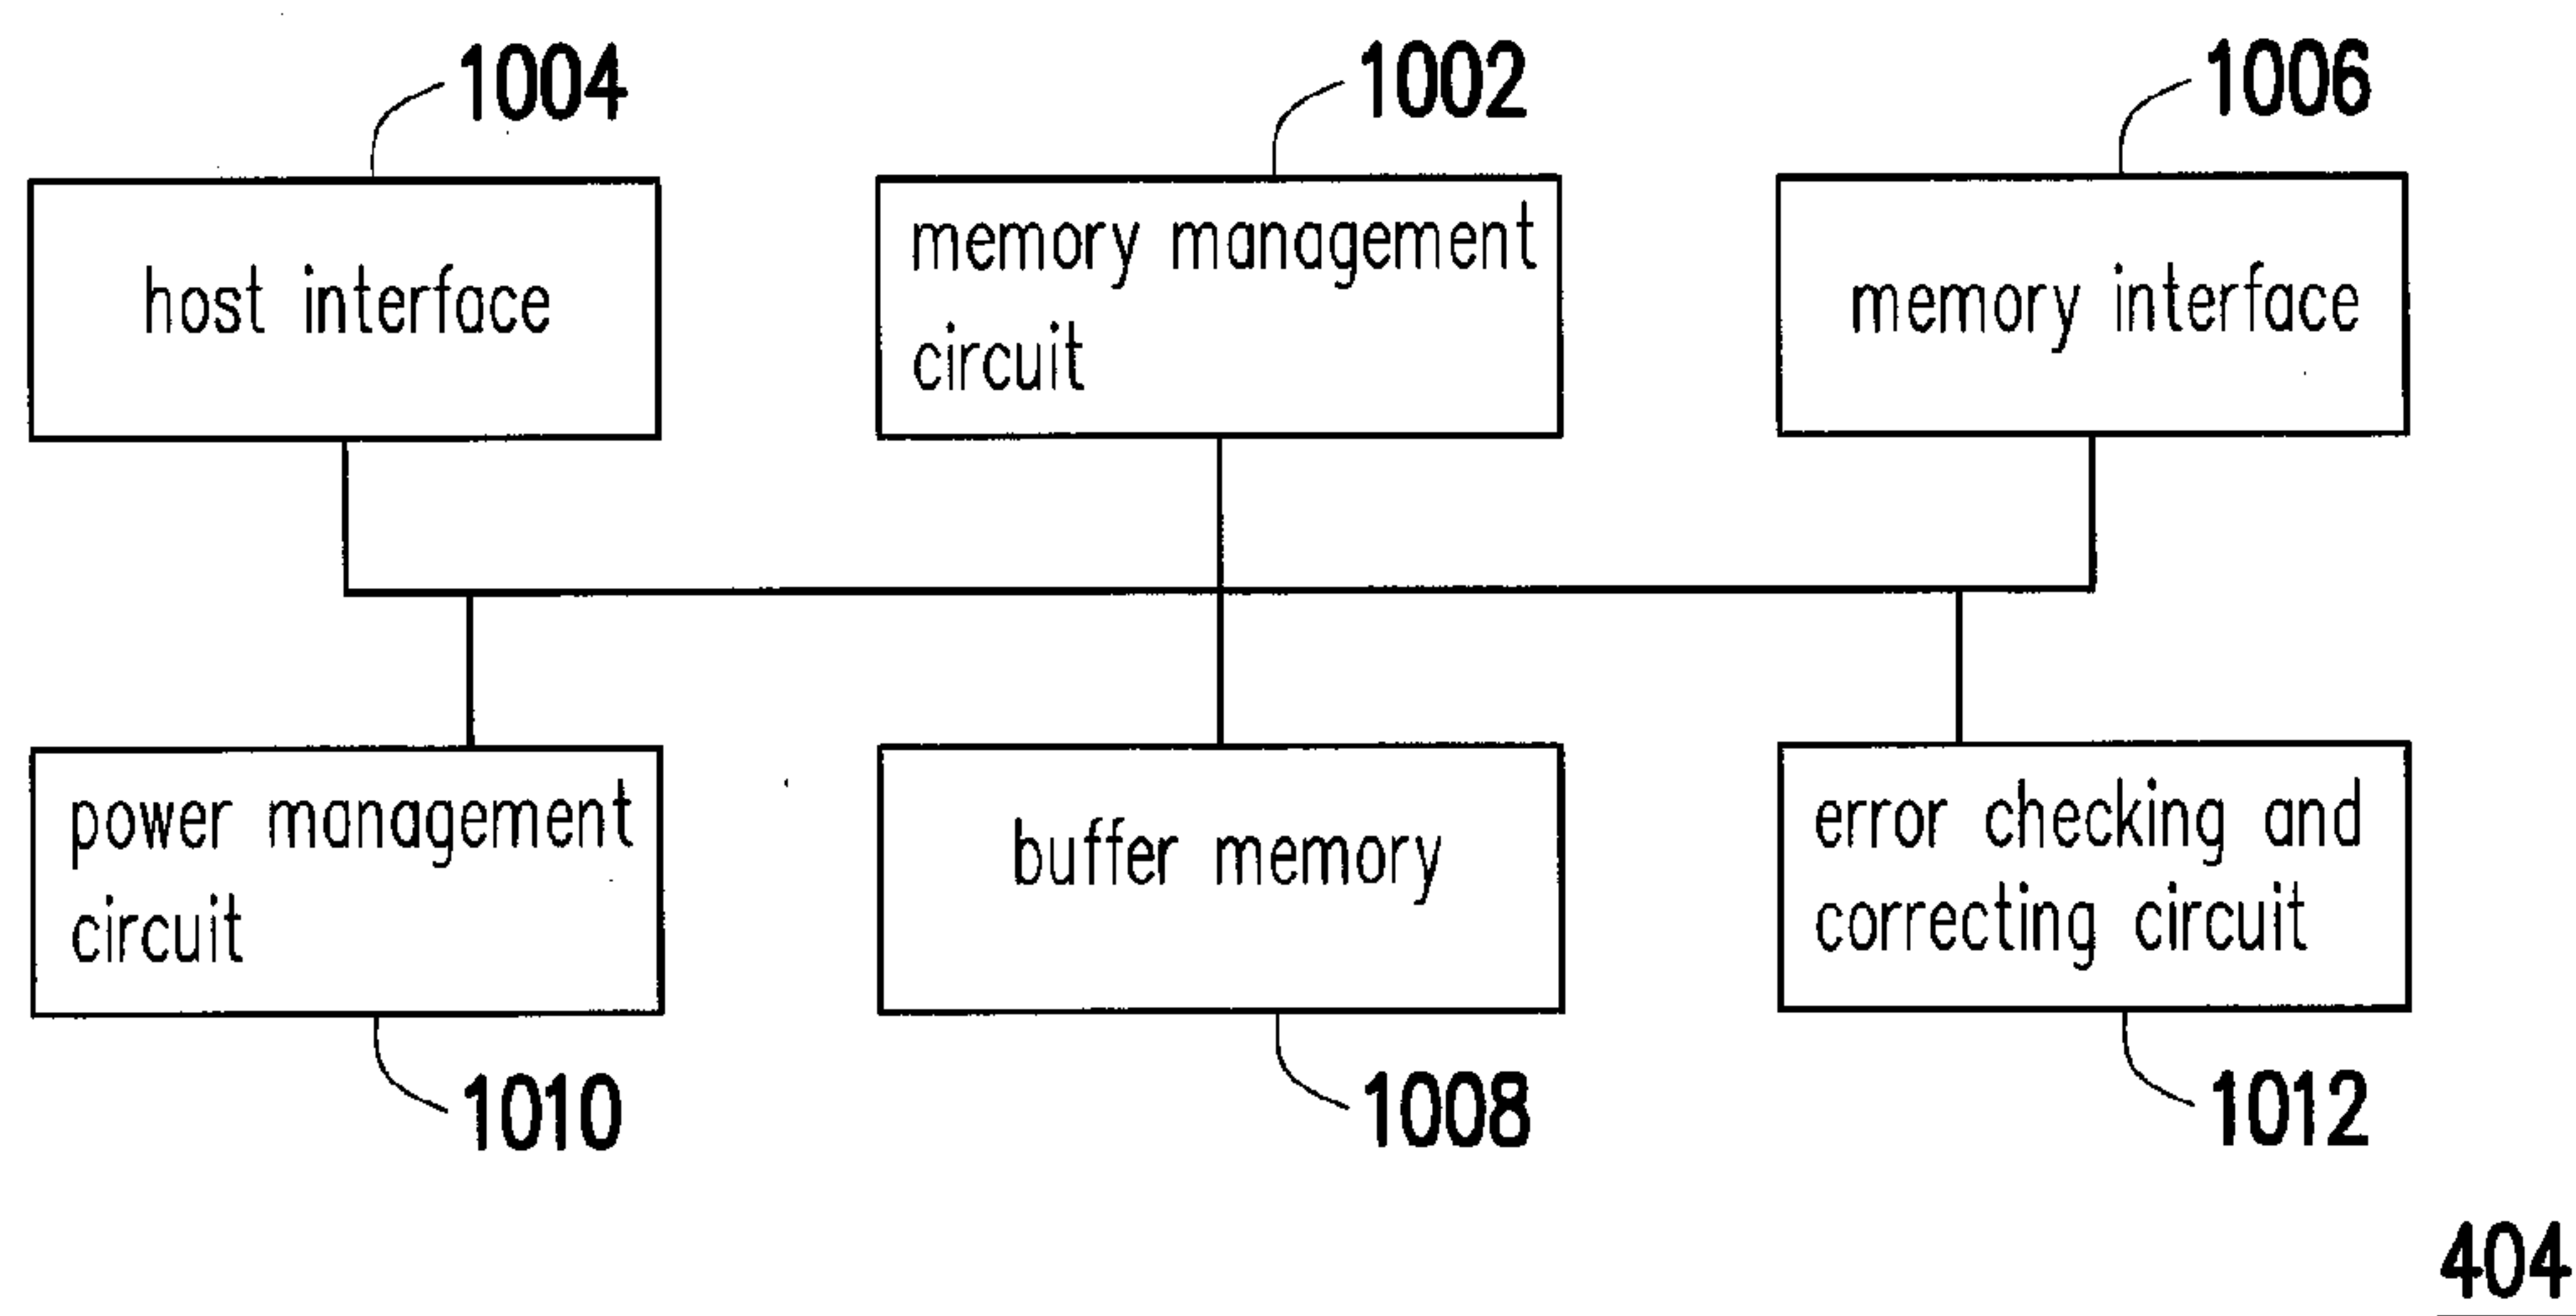 1004
1002
1006
host interface
memory management
circuit
memory interface
power management
circuit
buffer memory
error checking and
correcting circuit
1010
1008
1012
404